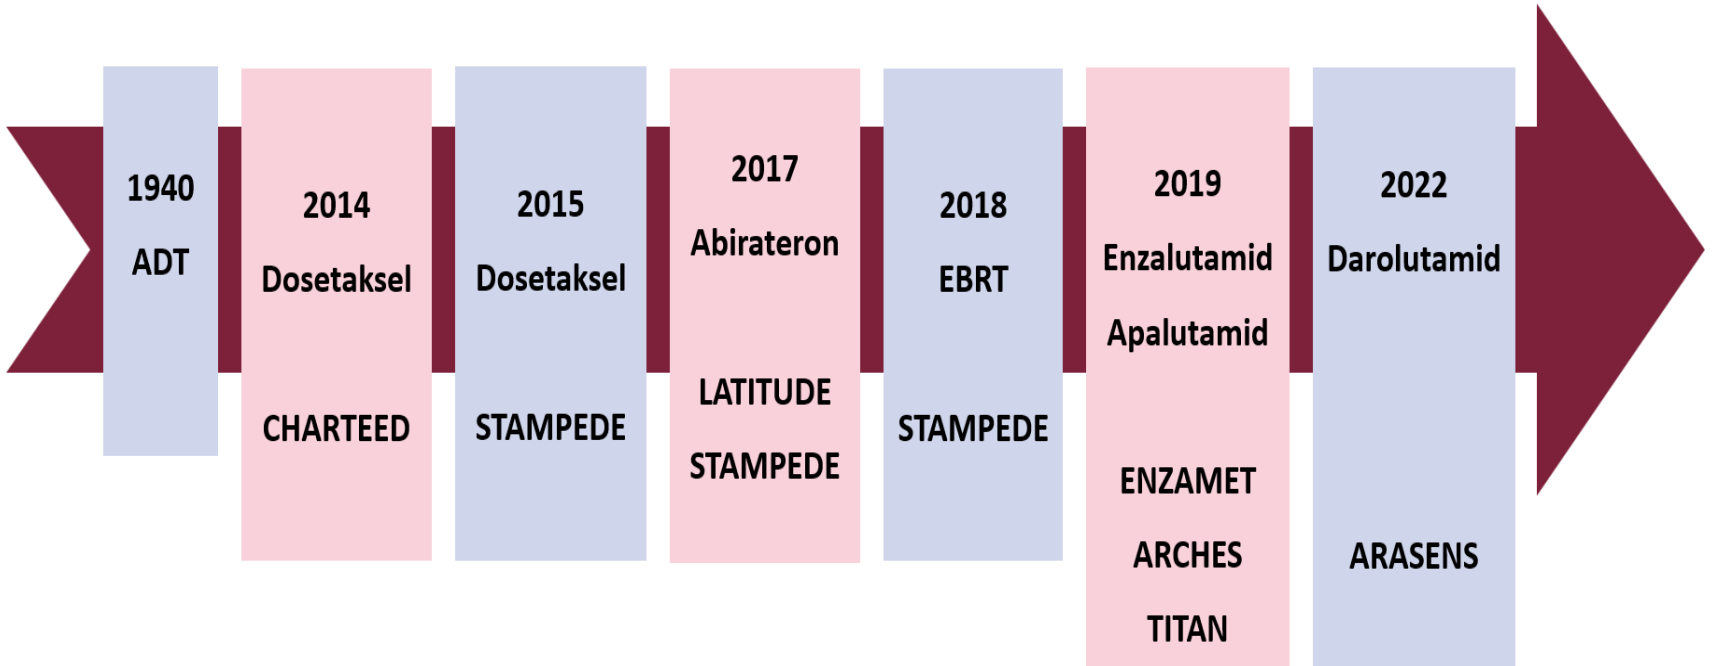 1940
ADT
2014
Dosetaksel
CHARTEED
2015
Dosetaksel
STAMPEDE
2017
Abirateron
LATITUDE
STAMPEDE
2018
EBRT
STAMPEDE
2019
Enzalutamid
Apalutamid
ENZAMET
ARCHES
TITAN
2022
Darolutamid
ARASENS